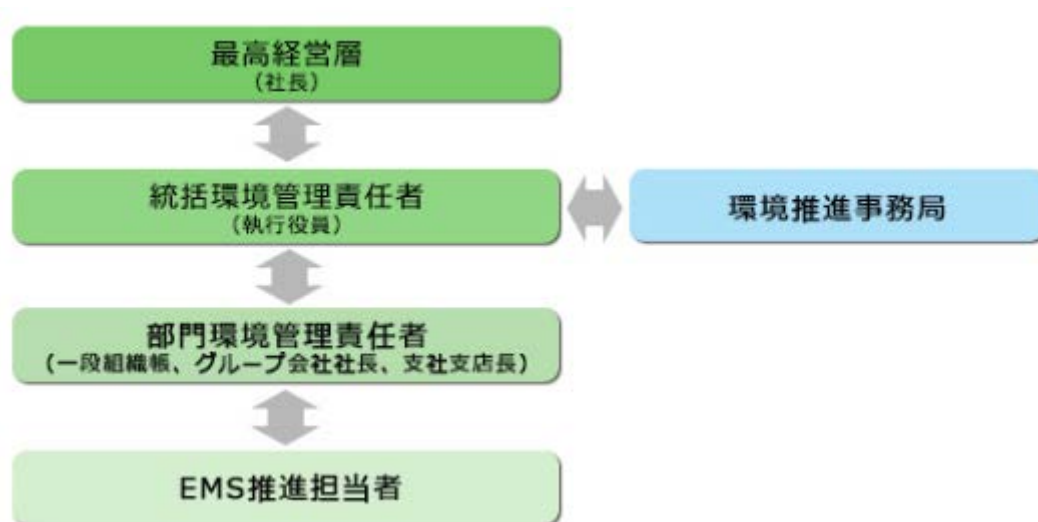 最高経営層
(社長)
統括環境管理責任者
(執行役員)
環境推進事務局
部門環境管理責任者
(一段組織帳、グループ会社社長、支社支店長)
EMS推進担当者